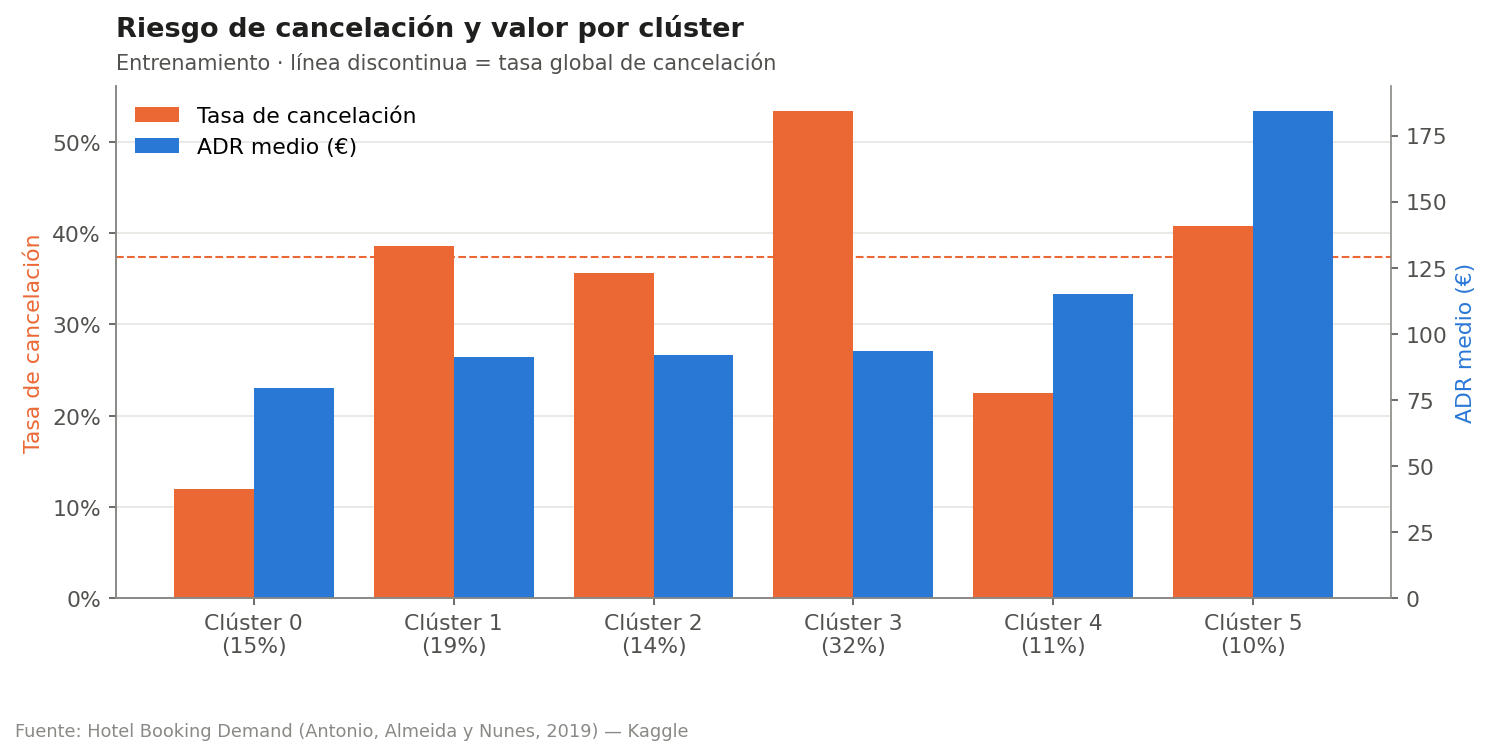 Riesgo de cancelación y valor por clúster
Entrenamiento · línea discontinua = tasa global de cancelación
Tasa de cancelación
ADR medio (€)
Tasa de cancelación
50%
40%
30%
20%
10%
0%
175
150
125
100
75
50
25
0
ADR medio (€)
Clúster 0 Clúster 1 Clúster 2 Clúster 3 Clúster 4 Clúster 5
(15%) (19%) (14%) (32%) (11%) (10%)
Fuente: Hotel Booking Demand (Antonio, Almeida y Nunes, 2019) — Kaggle